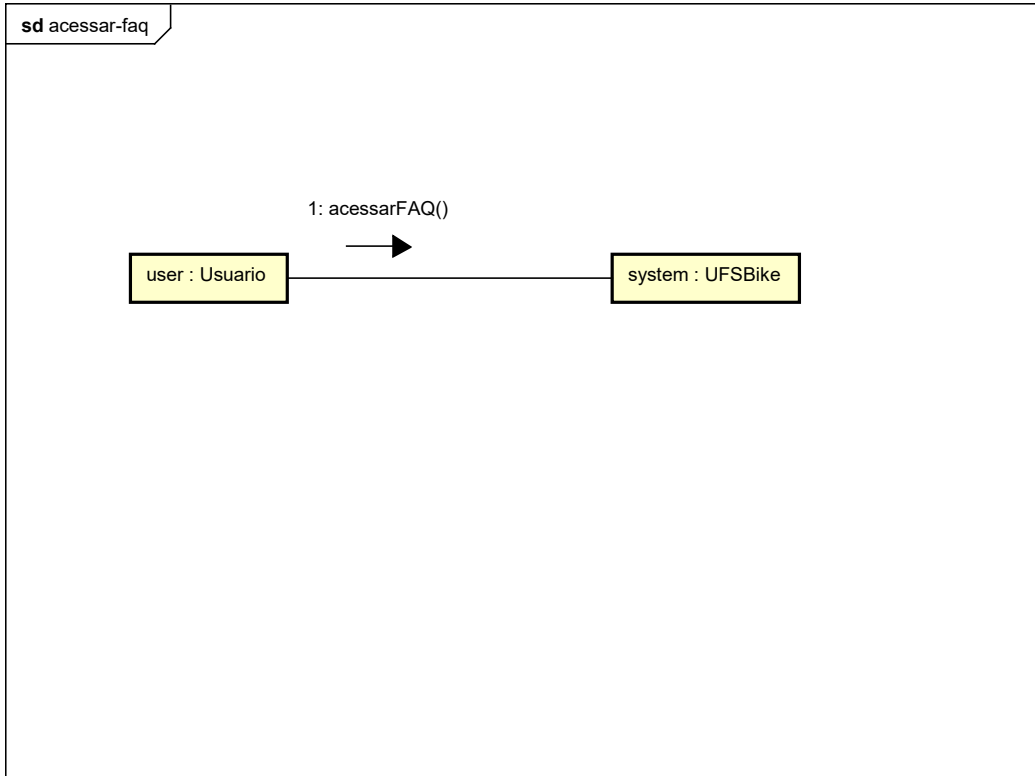 sd acessar-faq
1: acessarFAQ()
user : Usuario
system : UFSBike